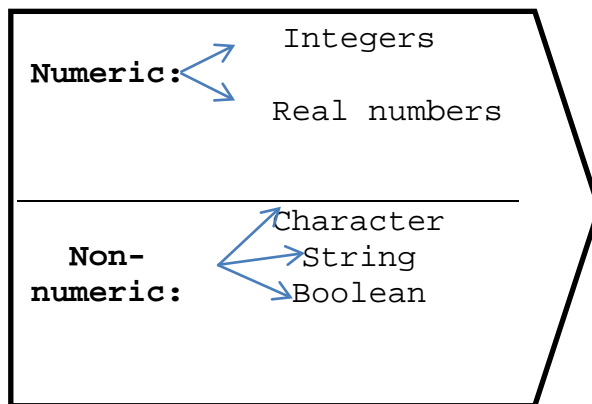 Integers
Numeric:
Real numbers
Character
Non-
String
numeric:
Boolean